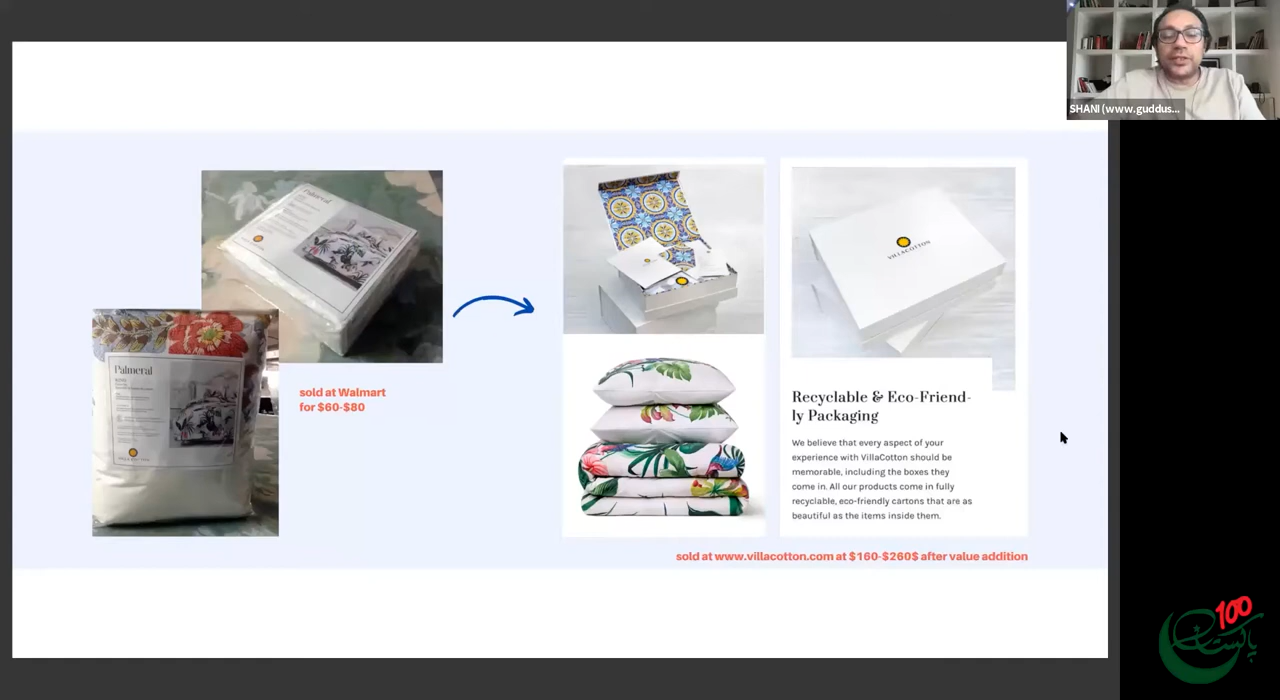 SHANI (www.guddus...
Palmeral
Palmeral
sold at Walmart
for $60-$80
VILLACOTTON
Recyclable & Eco-Friend-
ly Packaging
We believe that every aspect of your
experience with VillaCotton should be
memorable, including the boxes they
come in. All our products come in fully
recyclable, eco-friendly cartons that are as
beautiful as the items inside them.
sold at www.villacotton.com at $160-$260$ after value addition
100
پاکستان